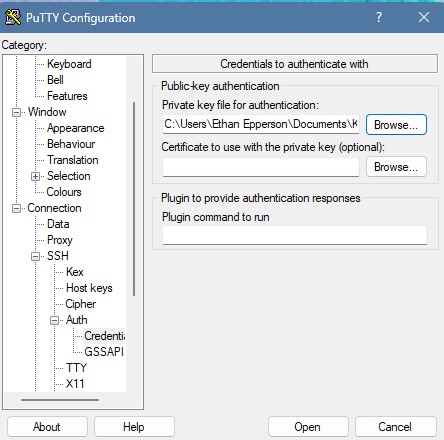 PuTTY Configuration
?
Category:
Keyboard
Bell
Features
Window
Appearance
Behaviour
Translation
Selection
Colours
Connection
Data
Proxy
SSH
Kex
Host keys
Cipher
Auth
Credentia
GSSAPI
TTY
X11
Credentials to authenticate with
Public-key authentication
Private key file for authentication:
C:\Users\Ethan Epperson\Documents\K
Browse...
Certificate to use with the private key (optional):
Browse...
Plugin to provide authentication responses
Plugin command to run
About
Help
Open
Cancel